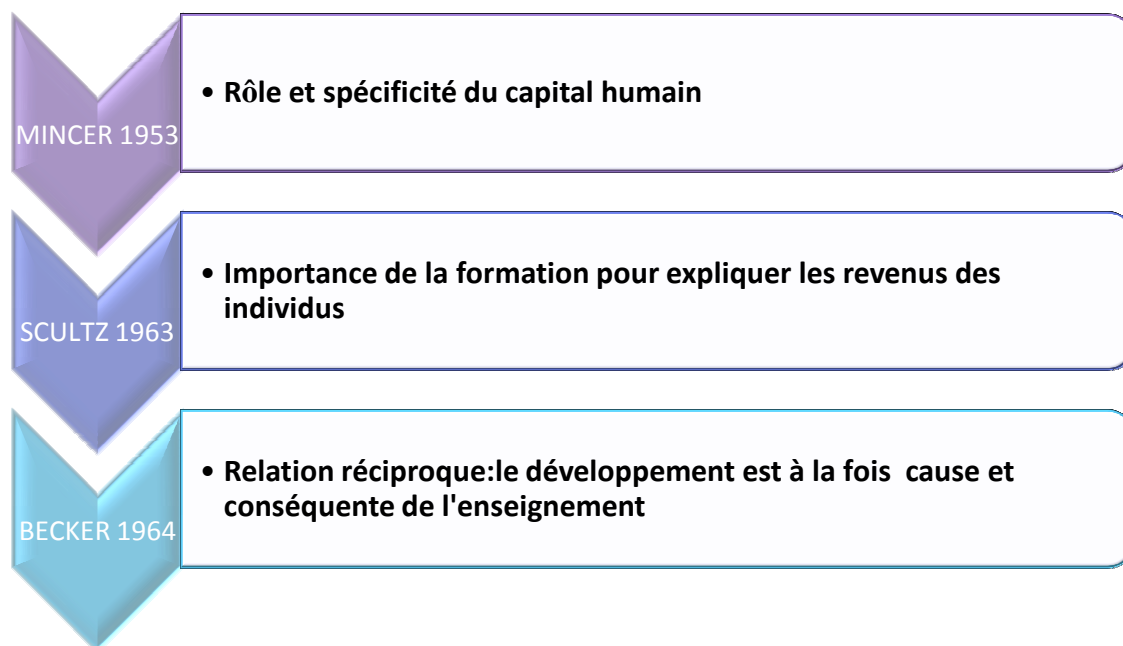 MINCER 1953
• Rôle et spécificité du capital humain
SCULTZ 1963
• Importance de la formation pour expliquer les revenus des
individus
BECKER 1964
• Relation réciproque:le développement est à la fois cause et
conséquente de l'enseignement